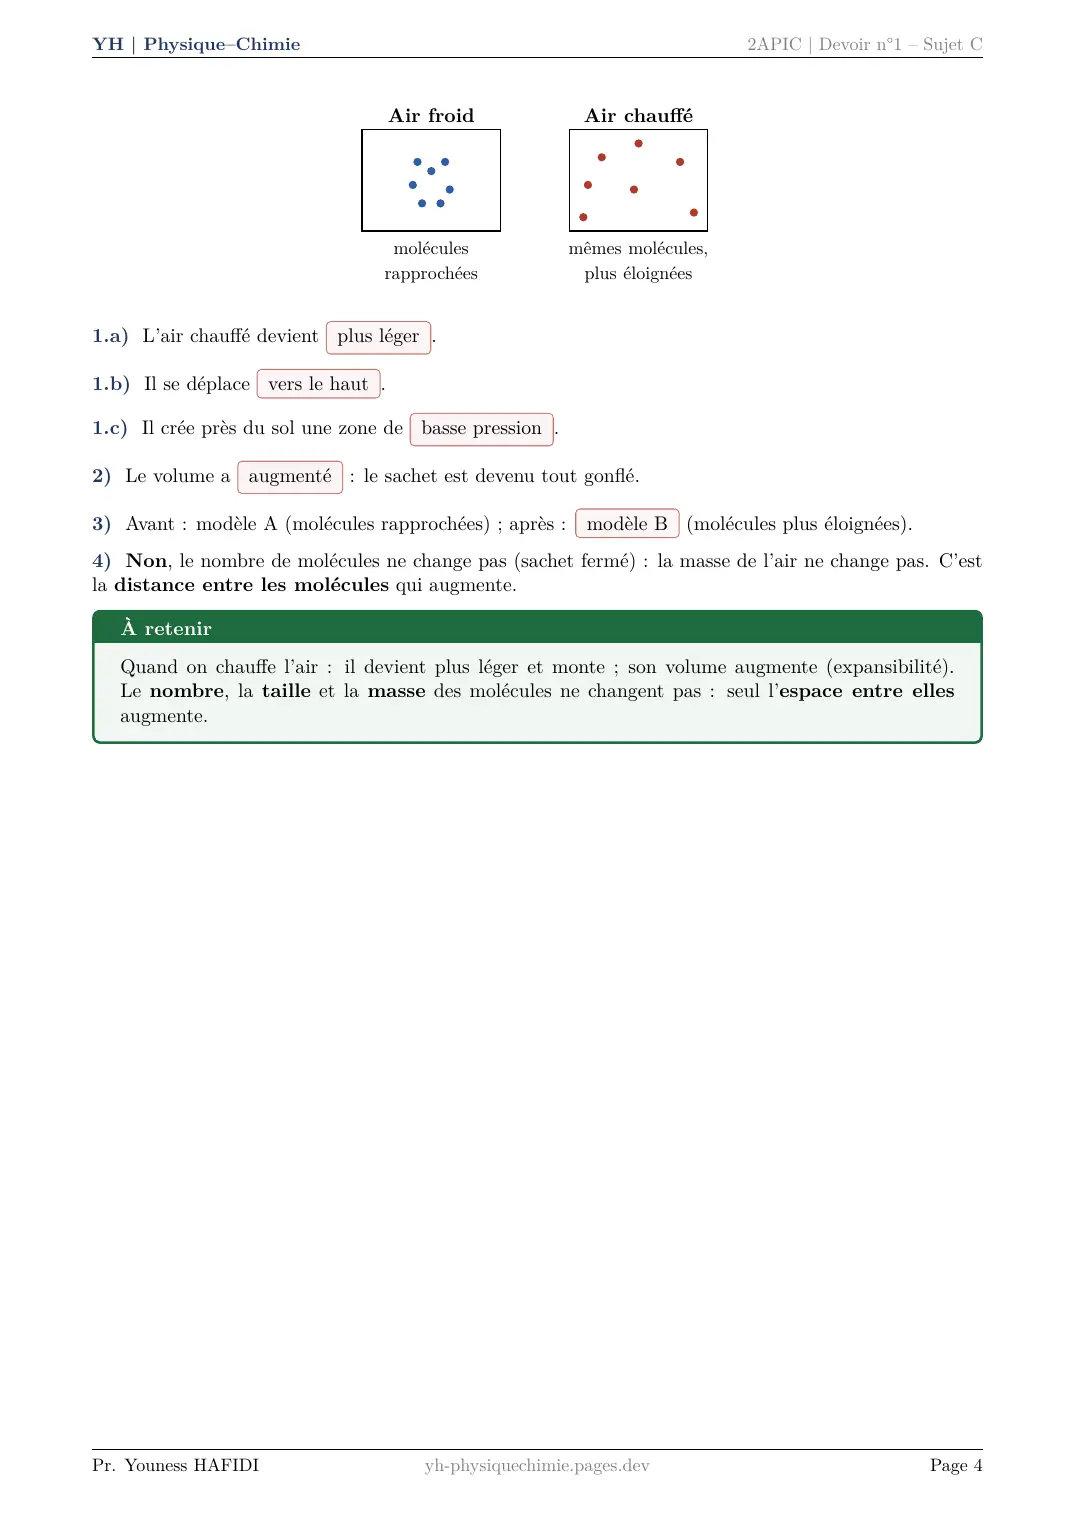 YH | Physique–Chimie
2APIC | Devoir n°1 – Sujet C
Air froid
Air chauffé
molécules
rapprochées
mêmes molécules,
plus éloignées
1.a) L'air chauffé devient plus léger.
1.b) Il se déplace vers le haut.
1.c) Il crée près du sol une zone de basse pression.
2) Le volume a augmenté : le sachet est devenu tout gonflé.
3) Avant : modèle A (molécules rapprochées) ; après : modèle B (molécules plus éloignées).
4) Non, le nombre de molécules ne change pas (sachet fermé) : la masse de l'air ne change pas. C'est
la distance entre les molécules qui augmente.
À retenir
Quand on chauffe l'air : il devient plus léger et monte ; son volume augmente (expansibilité).
Le nombre, la taille et la masse des molécules ne changent pas : seul l'espace entre elles
augmente.
Pr. Youness HAFIDI
yh-physiquechimie.pages.dev
Page 4